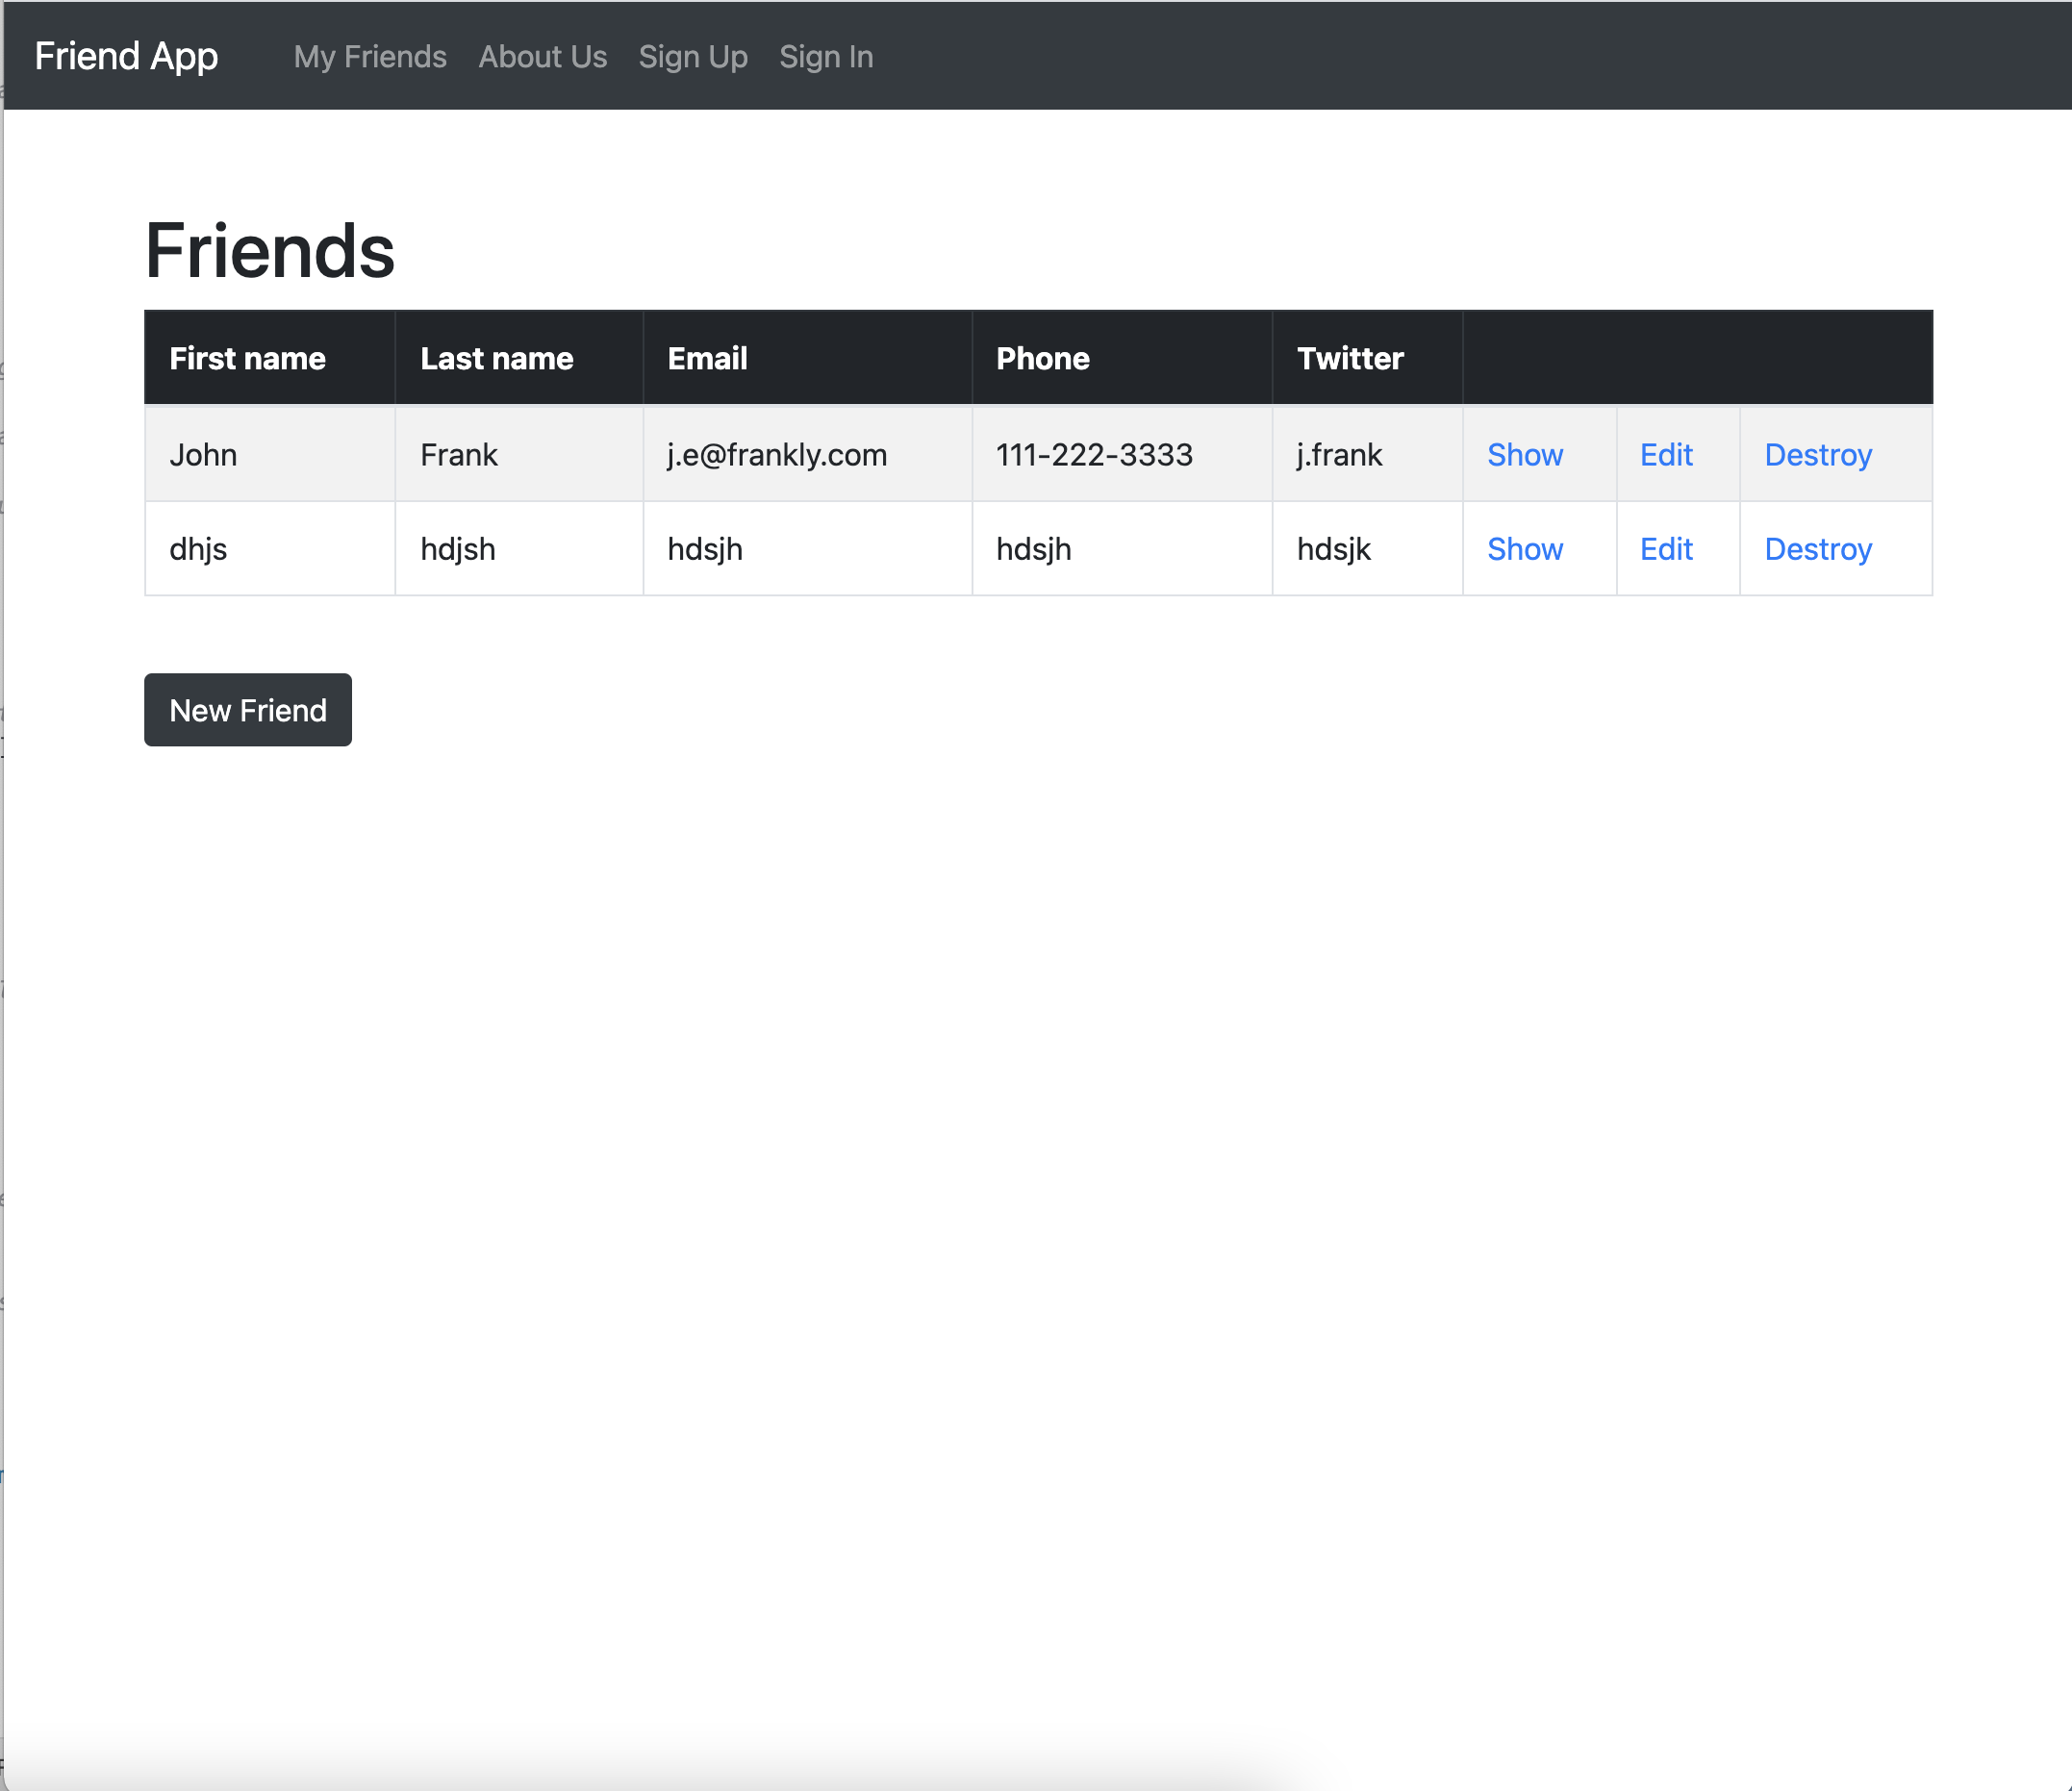 Friend App My Friends About Us Sign Up Sign In
Friends
First name Last name Email Phone Twitter
John Frank j.e@frankly.com 111-222-3333 j.frank Show Edit Destroy
dhjs hdjsh hdsjh hdsjh hdsjk Show Edit Destroy
New Friend